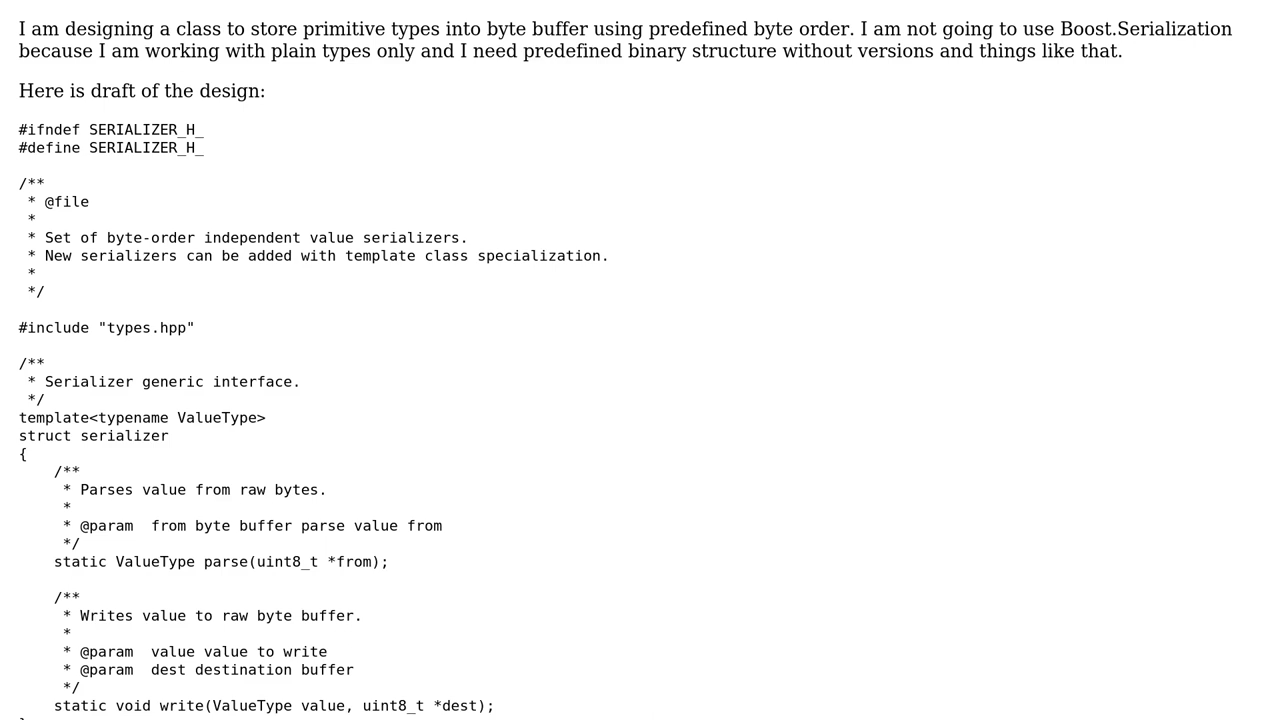 I am designing a class to store primitive types into byte buffer using predefined byte order. I am not going to use Boost.Serialization
because I am working with plain types only and I need predefined binary structure without versions and things like that.
Here is draft of the design:
#ifndef SERIALIZER_H_
#define SERIALIZER_H_
/**
 * @file
 *
 * Set of byte-order independent value serializers.
 * New serializers can be added with template class specialization.
 *
 */
#include "types.hpp"
/**
 * Serializer generic interface.
 */
template<typename ValueType>
struct serializer
{
    /**
     * Parses value from raw bytes.
     *
     * @param  from byte buffer parse value from
     */
    static ValueType parse(uint8_t *from);
    /**
     * Writes value to raw byte buffer.
     *
     * @param  value value to write
     * @param  dest destination buffer
     */
    static void write(ValueType value, uint8_t *dest);